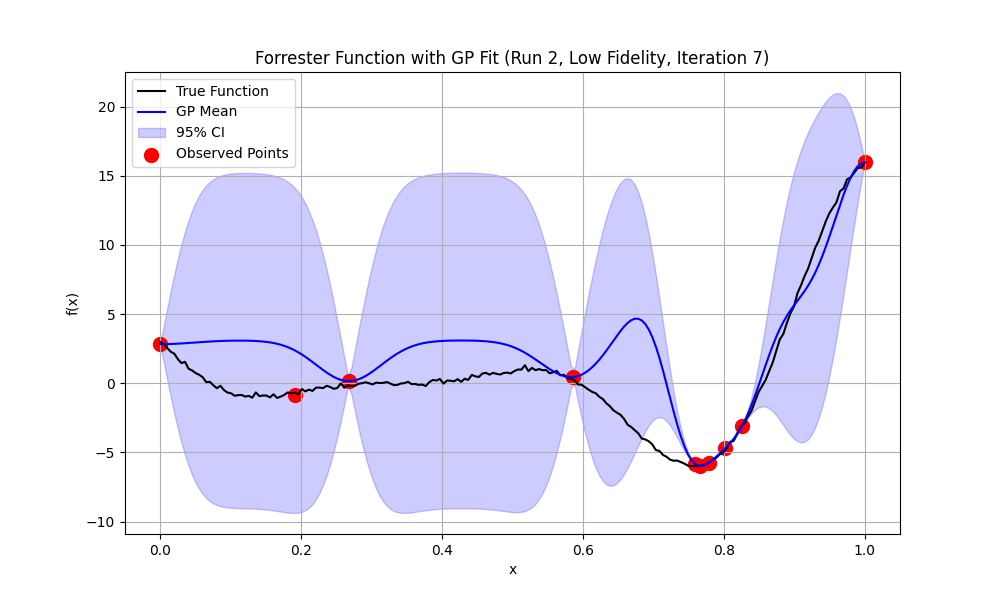 Forrester Function with GP Fit (Run 2, Low Fidelity, Iteration 7)
True Function
GP Mean
95% CI
Observed Points
f(x)
20
15
10
5
0
−5
−10
0.0 0.2 0.4 0.6 0.8 1.0
x